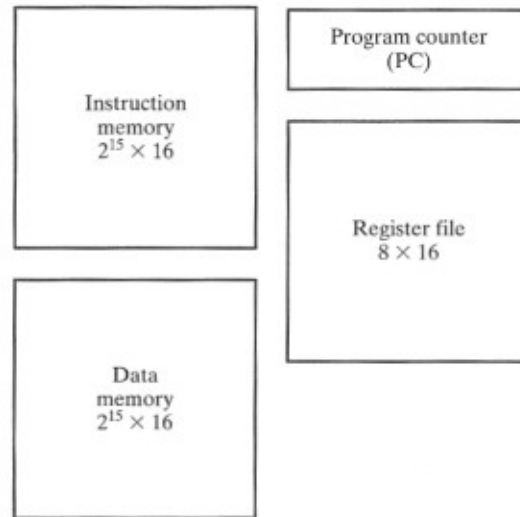 Instruction
memory
2¹⁵ × 16
Program counter
(PC)
Register file
8 × 16
Data
memory
2¹⁵ × 16